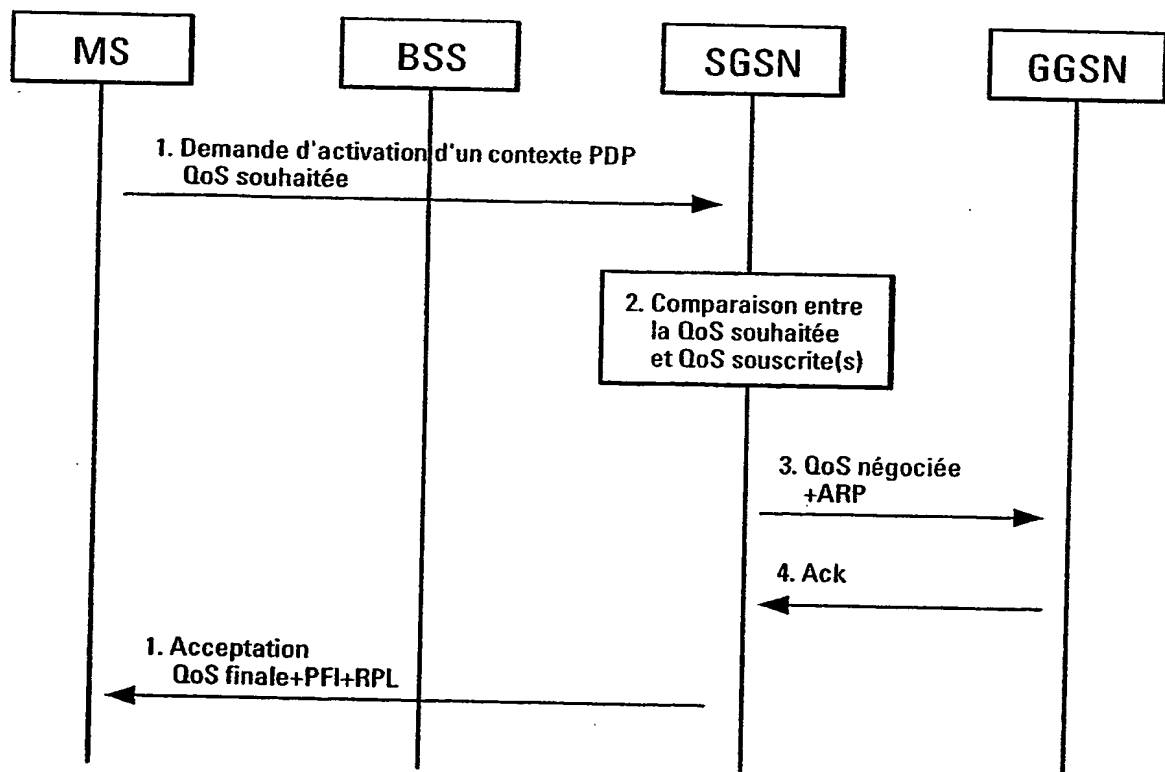 MS
BSS
SGSN
GGSN
1. Demande d'activation d'un contexte PDP
QoS souhaitée
2. Comparaison entre
la QoS souhaitée
et QoS souscrite(s)
3. QoS négociée
+ARP
4. Ack
1. Acceptation
QoS finale+PFI+RPL